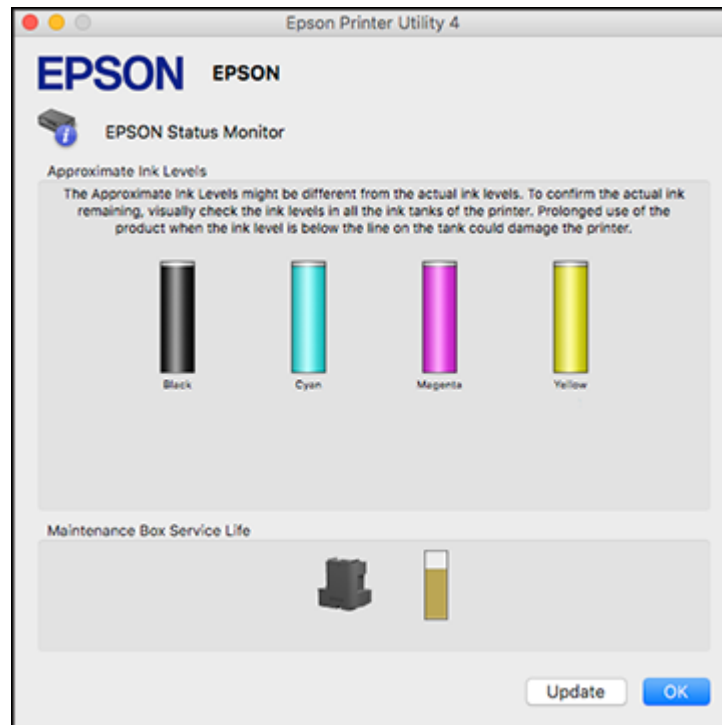 Epson Printer Utility 4
EPSON EPSON
EPSON Status Monitor
Approximate Ink Levels
The Approximate Ink Levels might be different from the actual ink levels. To confirm the actual ink
remaining, visually check the ink levels in all the ink tanks of the printer. Prolonged use of the
product when the ink level is below the line on the tank could damage the printer.
Black Cyan Magenta Yellow
Maintenance Box Service Life
Update OK